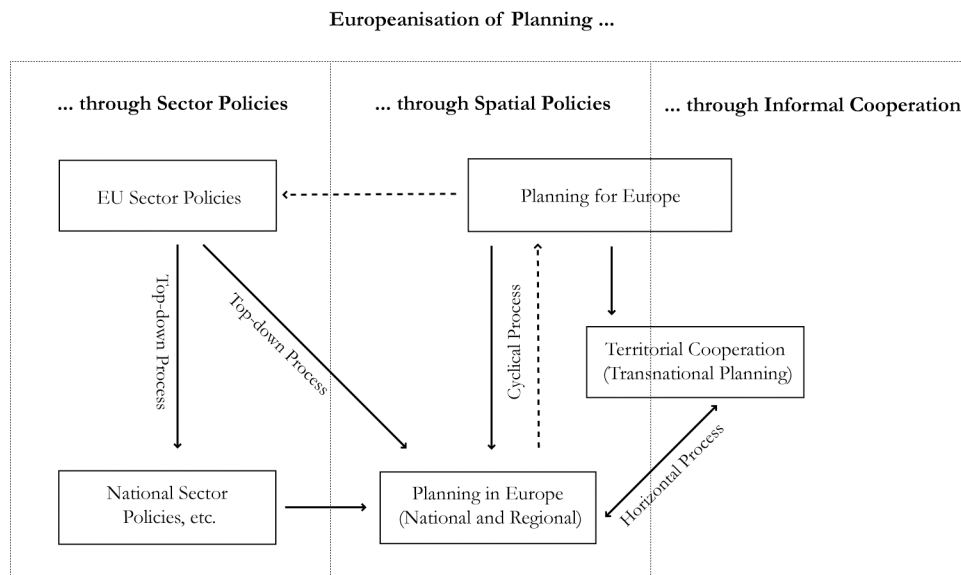 Europeanisation of Planning ...
... through Sector Policies
... through Spatial Policies
... through Informal Cooperation
EU Sector Policies
Planning for Europe
Top-down Process
Top-down Process
Cyclical Process
Territorial Cooperation
(Transnational Planning)
Horizontal Process
National Sector
Policies, etc.
Planning in Europe
(National and Regional)